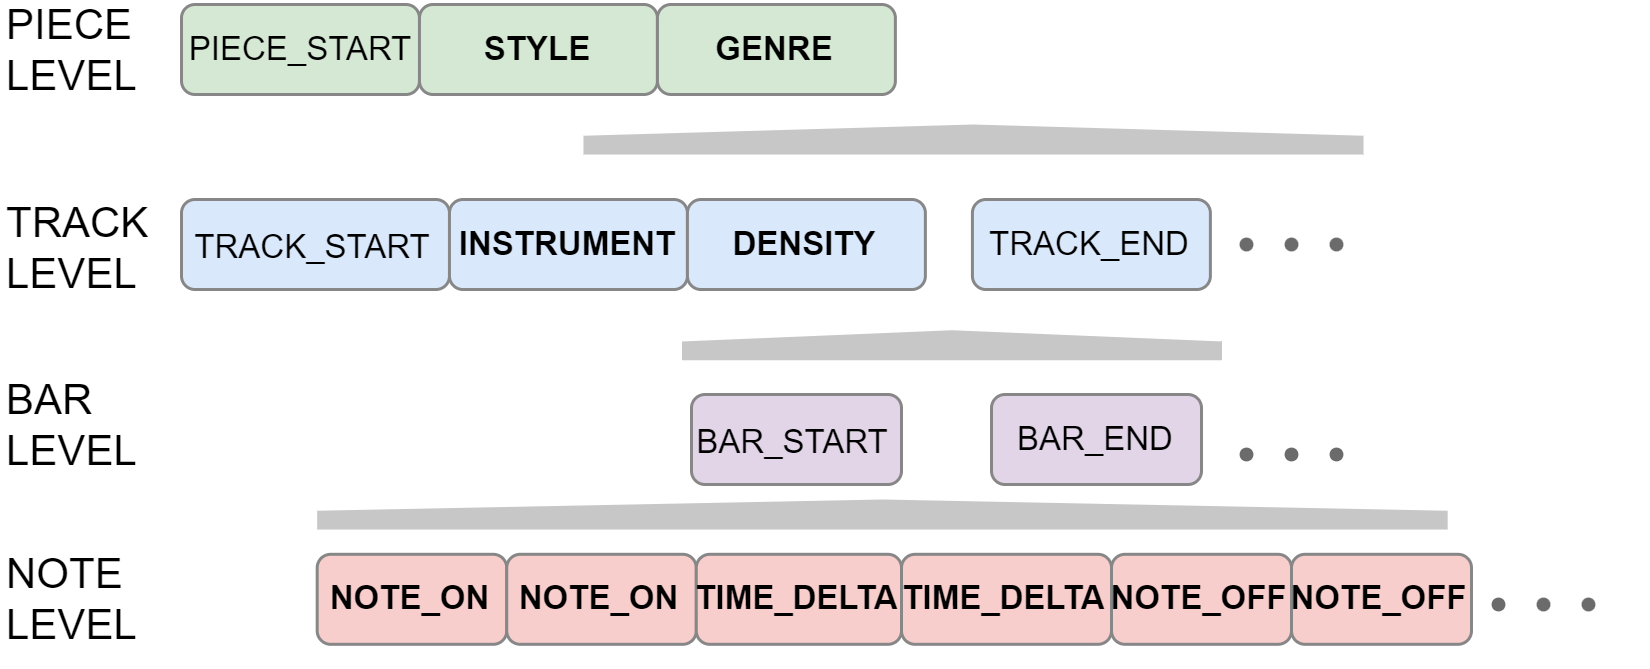 PIECE
LEVEL
PIECE_START STYLE GENRE
TRACK
LEVEL
TRACK_START INSTRUMENT DENSITY TRACK_END
BAR
LEVEL
BAR_START BAR_END
NOTE
LEVEL
NOTE_ON NOTE_ON TIME_DELTA TIME_DELTA NOTE_OFF NOTE_OFF